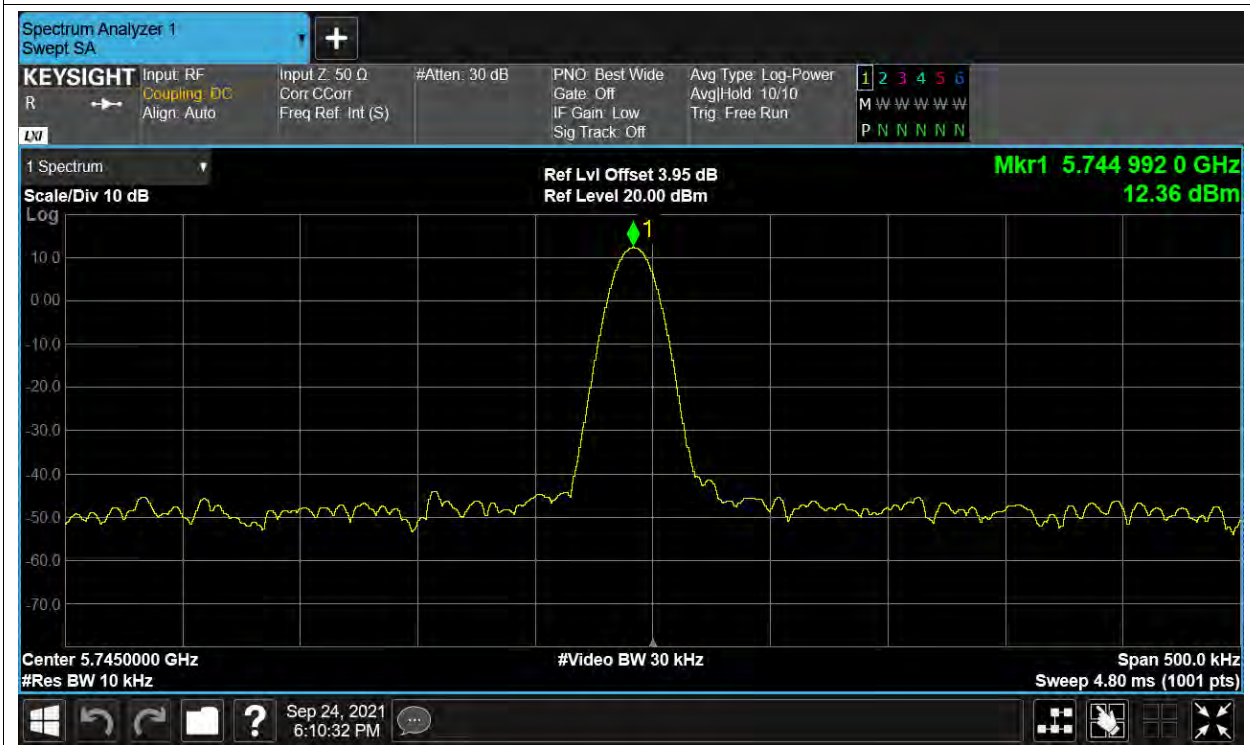 Spectrum Analyzer 1
Swept SA
KEYSIGHT
R
LXI
Input: RF
Coupling: DC
Align: Auto
Input Z: 50 Ω
Corr CCorr
Freq Ref: Int (S)
#Atten: 30 dB
PNO: Best Wide
Gate: Off
IF Gain: Low
Sig Track: Off
Avg Type: Log-Power
Avg|Hold: 10/10
Trig: Free Run
1 2 3 4 5 6
M W W W W W
P N N N N N
1 Spectrum
Scale/Div 10 dB
Log
Ref Lvl Offset 3.95 dB
Ref Level 20.00 dBm
Mkr1 5.744 992 0 GHz
12.36 dBm
1
10.0
0.00
-10.0
-20.0
-30.0
-40.0
-50.0
-60.0
-70.0
Center 5.7450000 GHz
#Res BW 10 kHz
#Video BW 30 kHz
Span 500.0 kHz
Sweep 4.80 ms (1001 pts)
?
Sep 24, 2021
6:10:32 PM